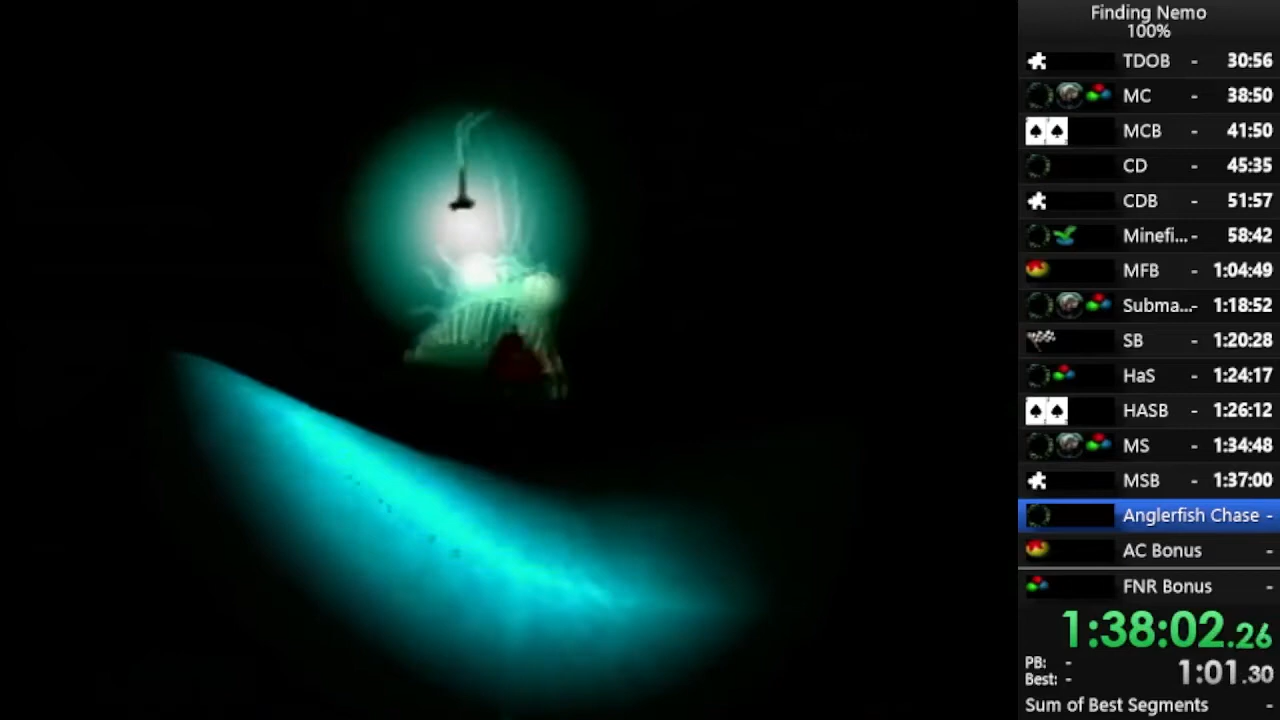 Finding Nemo
100%
TDOB - 30:56
MC - 38:50
MCB - 41:50
CD - 45:35
CDB - 51:57
Minefi... - 58:42
MFB - 1:04:49
Subma...- 1:18:52
SB - 1:20:28
HaS - 1:24:17
HASB - 1:26:12
MS - 1:34:48
MSB - 1:37:00
Anglerfish Chase -
AC Bonus -
FNR Bonus -
1:38:02.26
PB: -
Best: - 1:01.30
Sum of Best Segments -